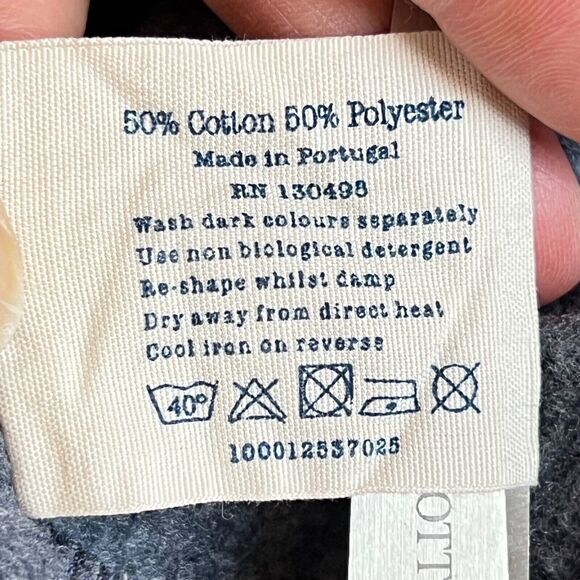 50% Cotton 50% Polyester
Made in Portugal
RN 130498
Wash dark colours separately
Use non biological detergent
Re-shape whilst damp
Dry away from direct heat
Cool iron on reverse
40°
100012537025
OTT